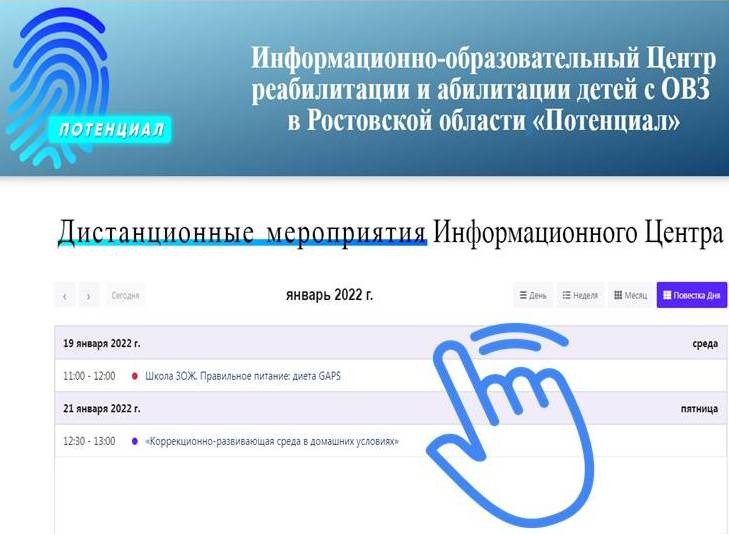 ПОТЕНЦИАЛ
Информационно-образовательный Центр
реабилитации и абилитации детей с ОВЗ
в Ростовской области «Потенциал»
Дистанционные мероприятия Информационного Центра
‹ › Сегодня январь 2022 г. День Неделя Месяц Повестка Дня
19 января 2022 г. среда
11:00 - 12:00 Школа ЗОЖ. Правильное питание: диета GAPS
21 января 2022 г. пятница
12:30 - 13:00 «Коррекционно-развивающая среда в домашних условиях»